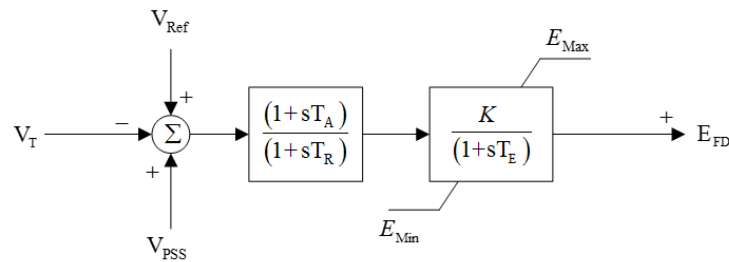 V_Ref
E_Max
+
(1+sT_A)
(1+sT_R)
K
(1+sT_E)
V_T
−
Σ
+
+
E_FD
E_Min
V_PSS